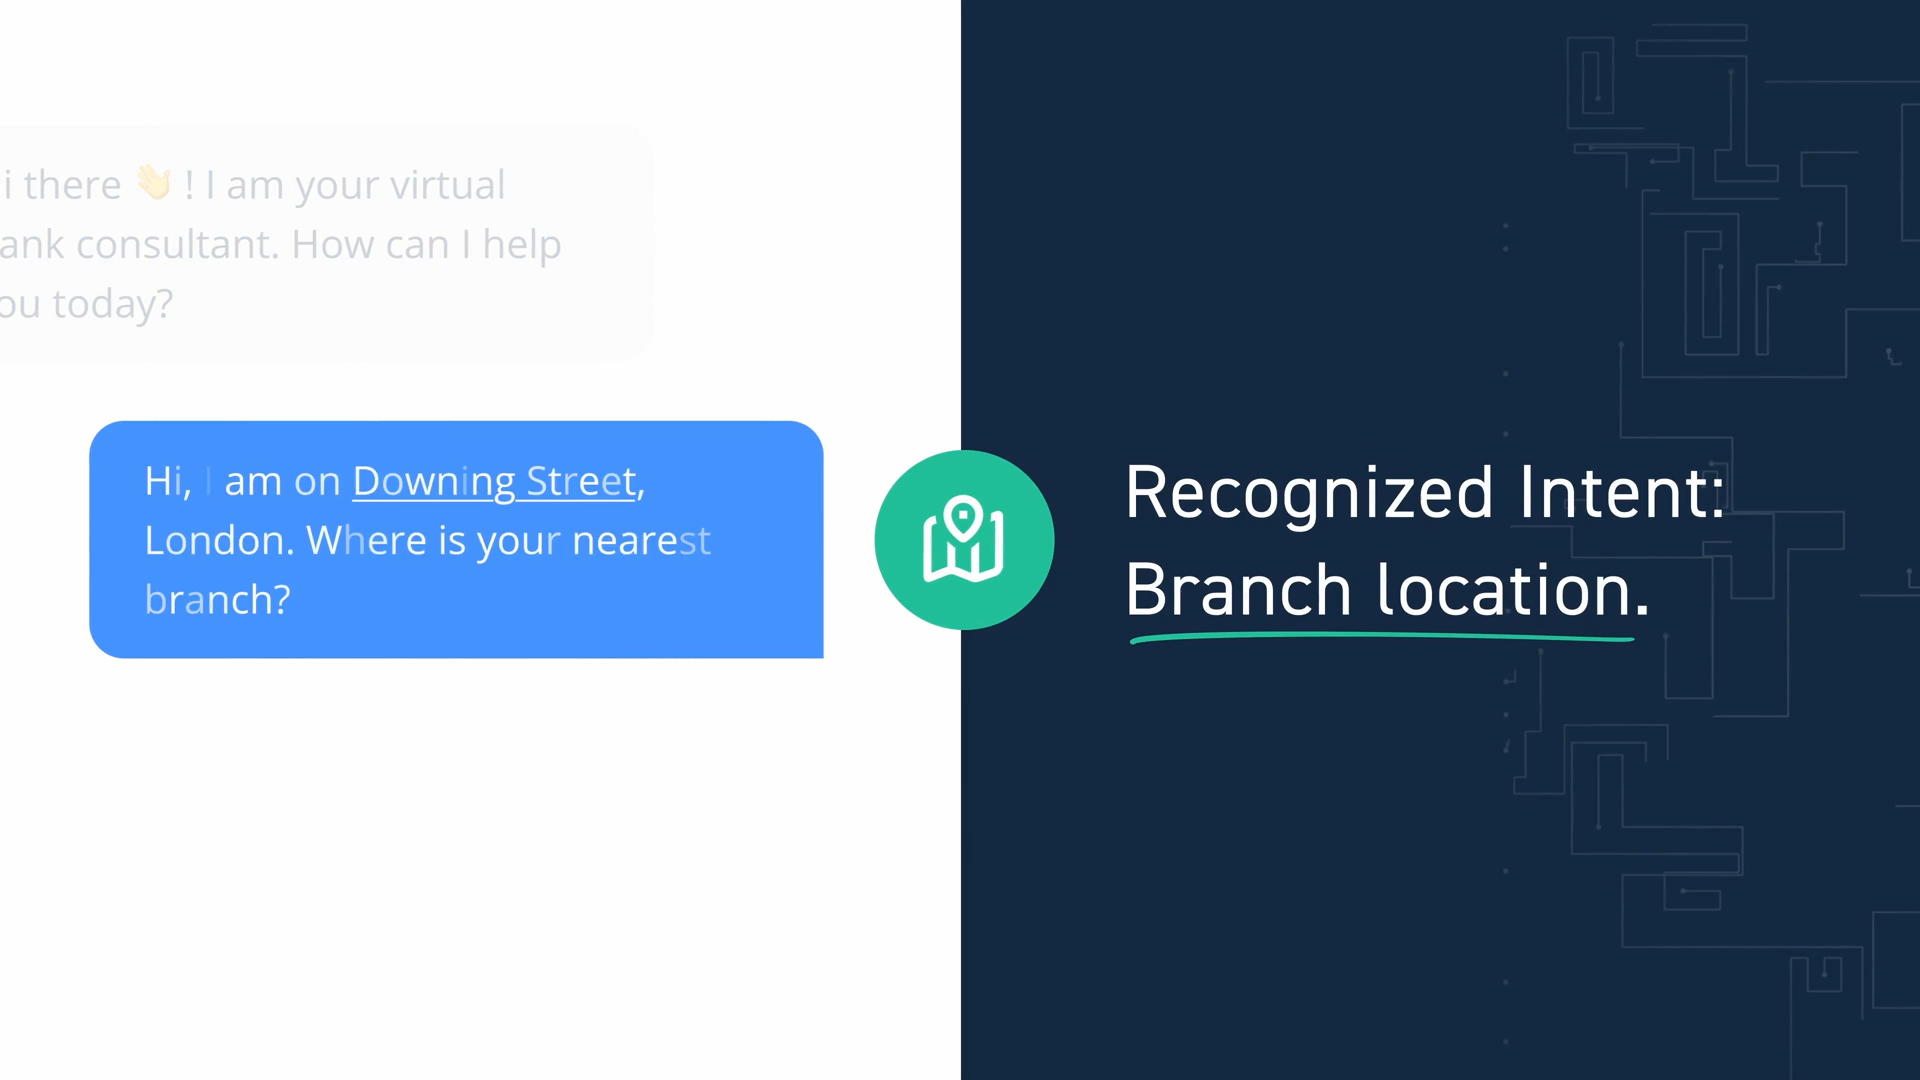 i there 👋 ! I am your virtual
ank consultant. How can I help
ou today?
Hi, I am on Downing Street,
London. Where is your nearest
branch?
Recognized Intent:
Branch location.